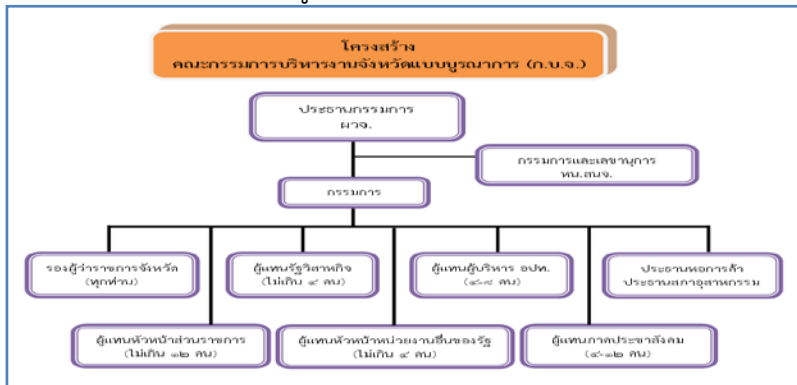 โครงสร้าง
คณะกรรมการบริหารงานจังหวัดแบบบูรณาการ (ก.บ.จ.)
ประธานกรรมการ
ผวจ.
กรรมการและเลขานุการ
หน.สนจ.
กรรมการ
รองผู้ว่าราชการจังหวัด
(ทุกท่าน)
ผู้แทนรัฐวิสาหกิจ
(ไม่เกิน ๔ คน)
ผู้แทนผู้บริหาร อปท.
ประธานหอการค้า
ประธานสภาอุตสาหกรรม
ผู้แทนหัวหน้าส่วนราชการ
(ไม่เกิน ๑๒ คน)
ผู้แทนหัวหน้าหน่วยงานอื่นของรัฐ
(ไม่เกิน ๔ คน)
ผู้แทนภาคประชาสังคม